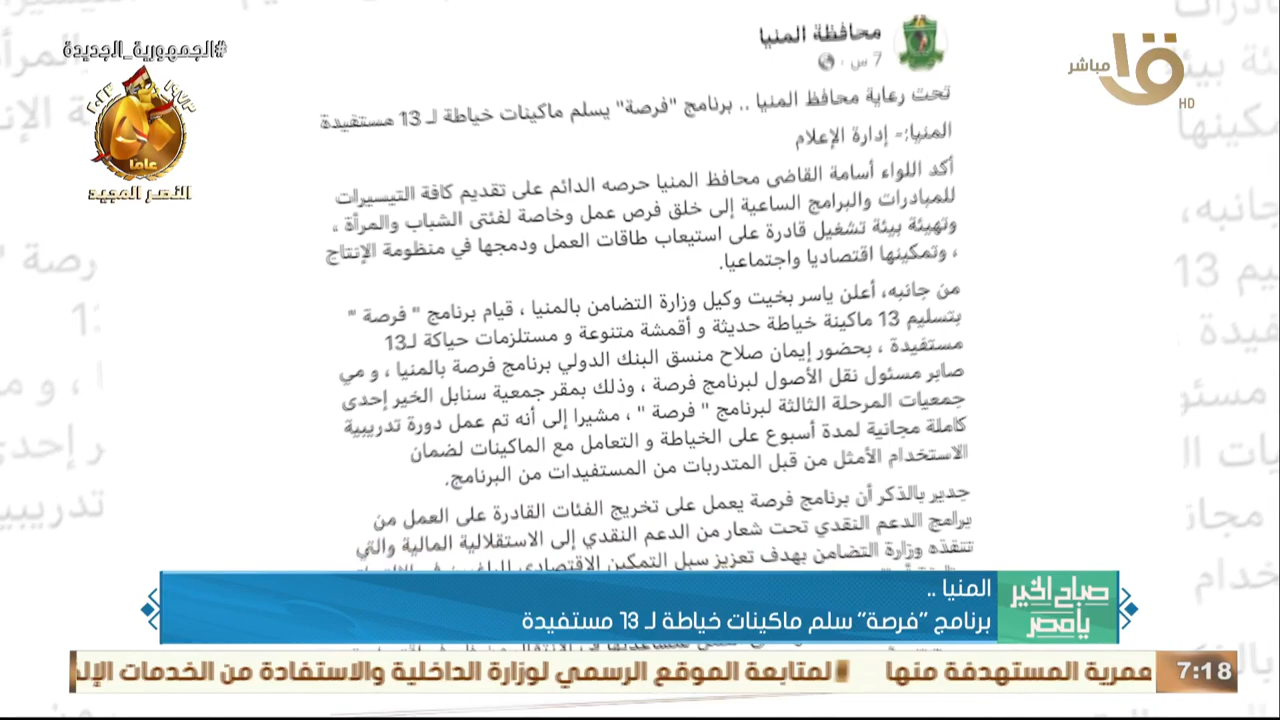 #الجمهورية_الجديدة
١٩٧٣
٢٠٢٣
عاما
النصر المجيد
مباشر
HD
محافظة المنيا
7 س
تحت رعاية محافظ المنيا .. برنامج "فرصة" يسلم ماكينات خياطة لـ 13 مستفيدة
المنيا:- إدارة الإعلام
أكد اللواء أسامة القاضى محافظ المنيا حرصه الدائم على تقديم كافة التيسيرات
للمبادرات والبرامج الساعية إلى خلق فرص عمل وخاصة لفئتى الشباب والمرأة ،
وتهيئة بيئة تشغيل قادرة على استيعاب طاقات العمل ودمجها في منظومة الإنتاج
، وتمكينها اقتصاديا واجتماعيا.
من جانبه، أعلن ياسر بخيت وكيل وزارة التضامن بالمنيا ، قيام برنامج " فرصة "
بتسليم 13 ماكينة خياطة حديثة و أقمشة متنوعة و مستلزمات حياكة لـ13
مستفيدة ، بحضور إيمان صلاح منسق البنك الدولي برنامج فرصة بالمنيا ، و مي
صابر مسئول نقل الأصول لبرنامج فرصة ، وذلك بمقر جمعية سنابل الخير إحدى
جمعيات المرحلة الثالثة لبرنامج " فرصة " ، مشيرا إلى أنه تم عمل دورة تدريبية
كاملة مجانية لمدة أسبوع على الخياطة و التعامل مع الماكينات لضمان
الاستخدام الأمثل من قبل المتدربات من المستفيدات من البرنامج.
جدير بالذكر أن برنامج فرصة يعمل على تخريج الفئات القادرة على العمل من
برامج الدعم النقدي تحت شعار من الدعم النقدي إلى الاستقلالية المالية والتي
تنفذه وزارة التضامن بهدف تعزيز سبل التمكين الاقتصادي
صباح الخير يا مصر
المنيا ..
برنامج "فرصة" سلم ماكينات خياطة لـ 13 مستفيدة
7:18
عمرية المستهدفة منها لمتابعة الموقع الرسمي لوزارة الداخلية والاستفادة من الخدمات الإلـ